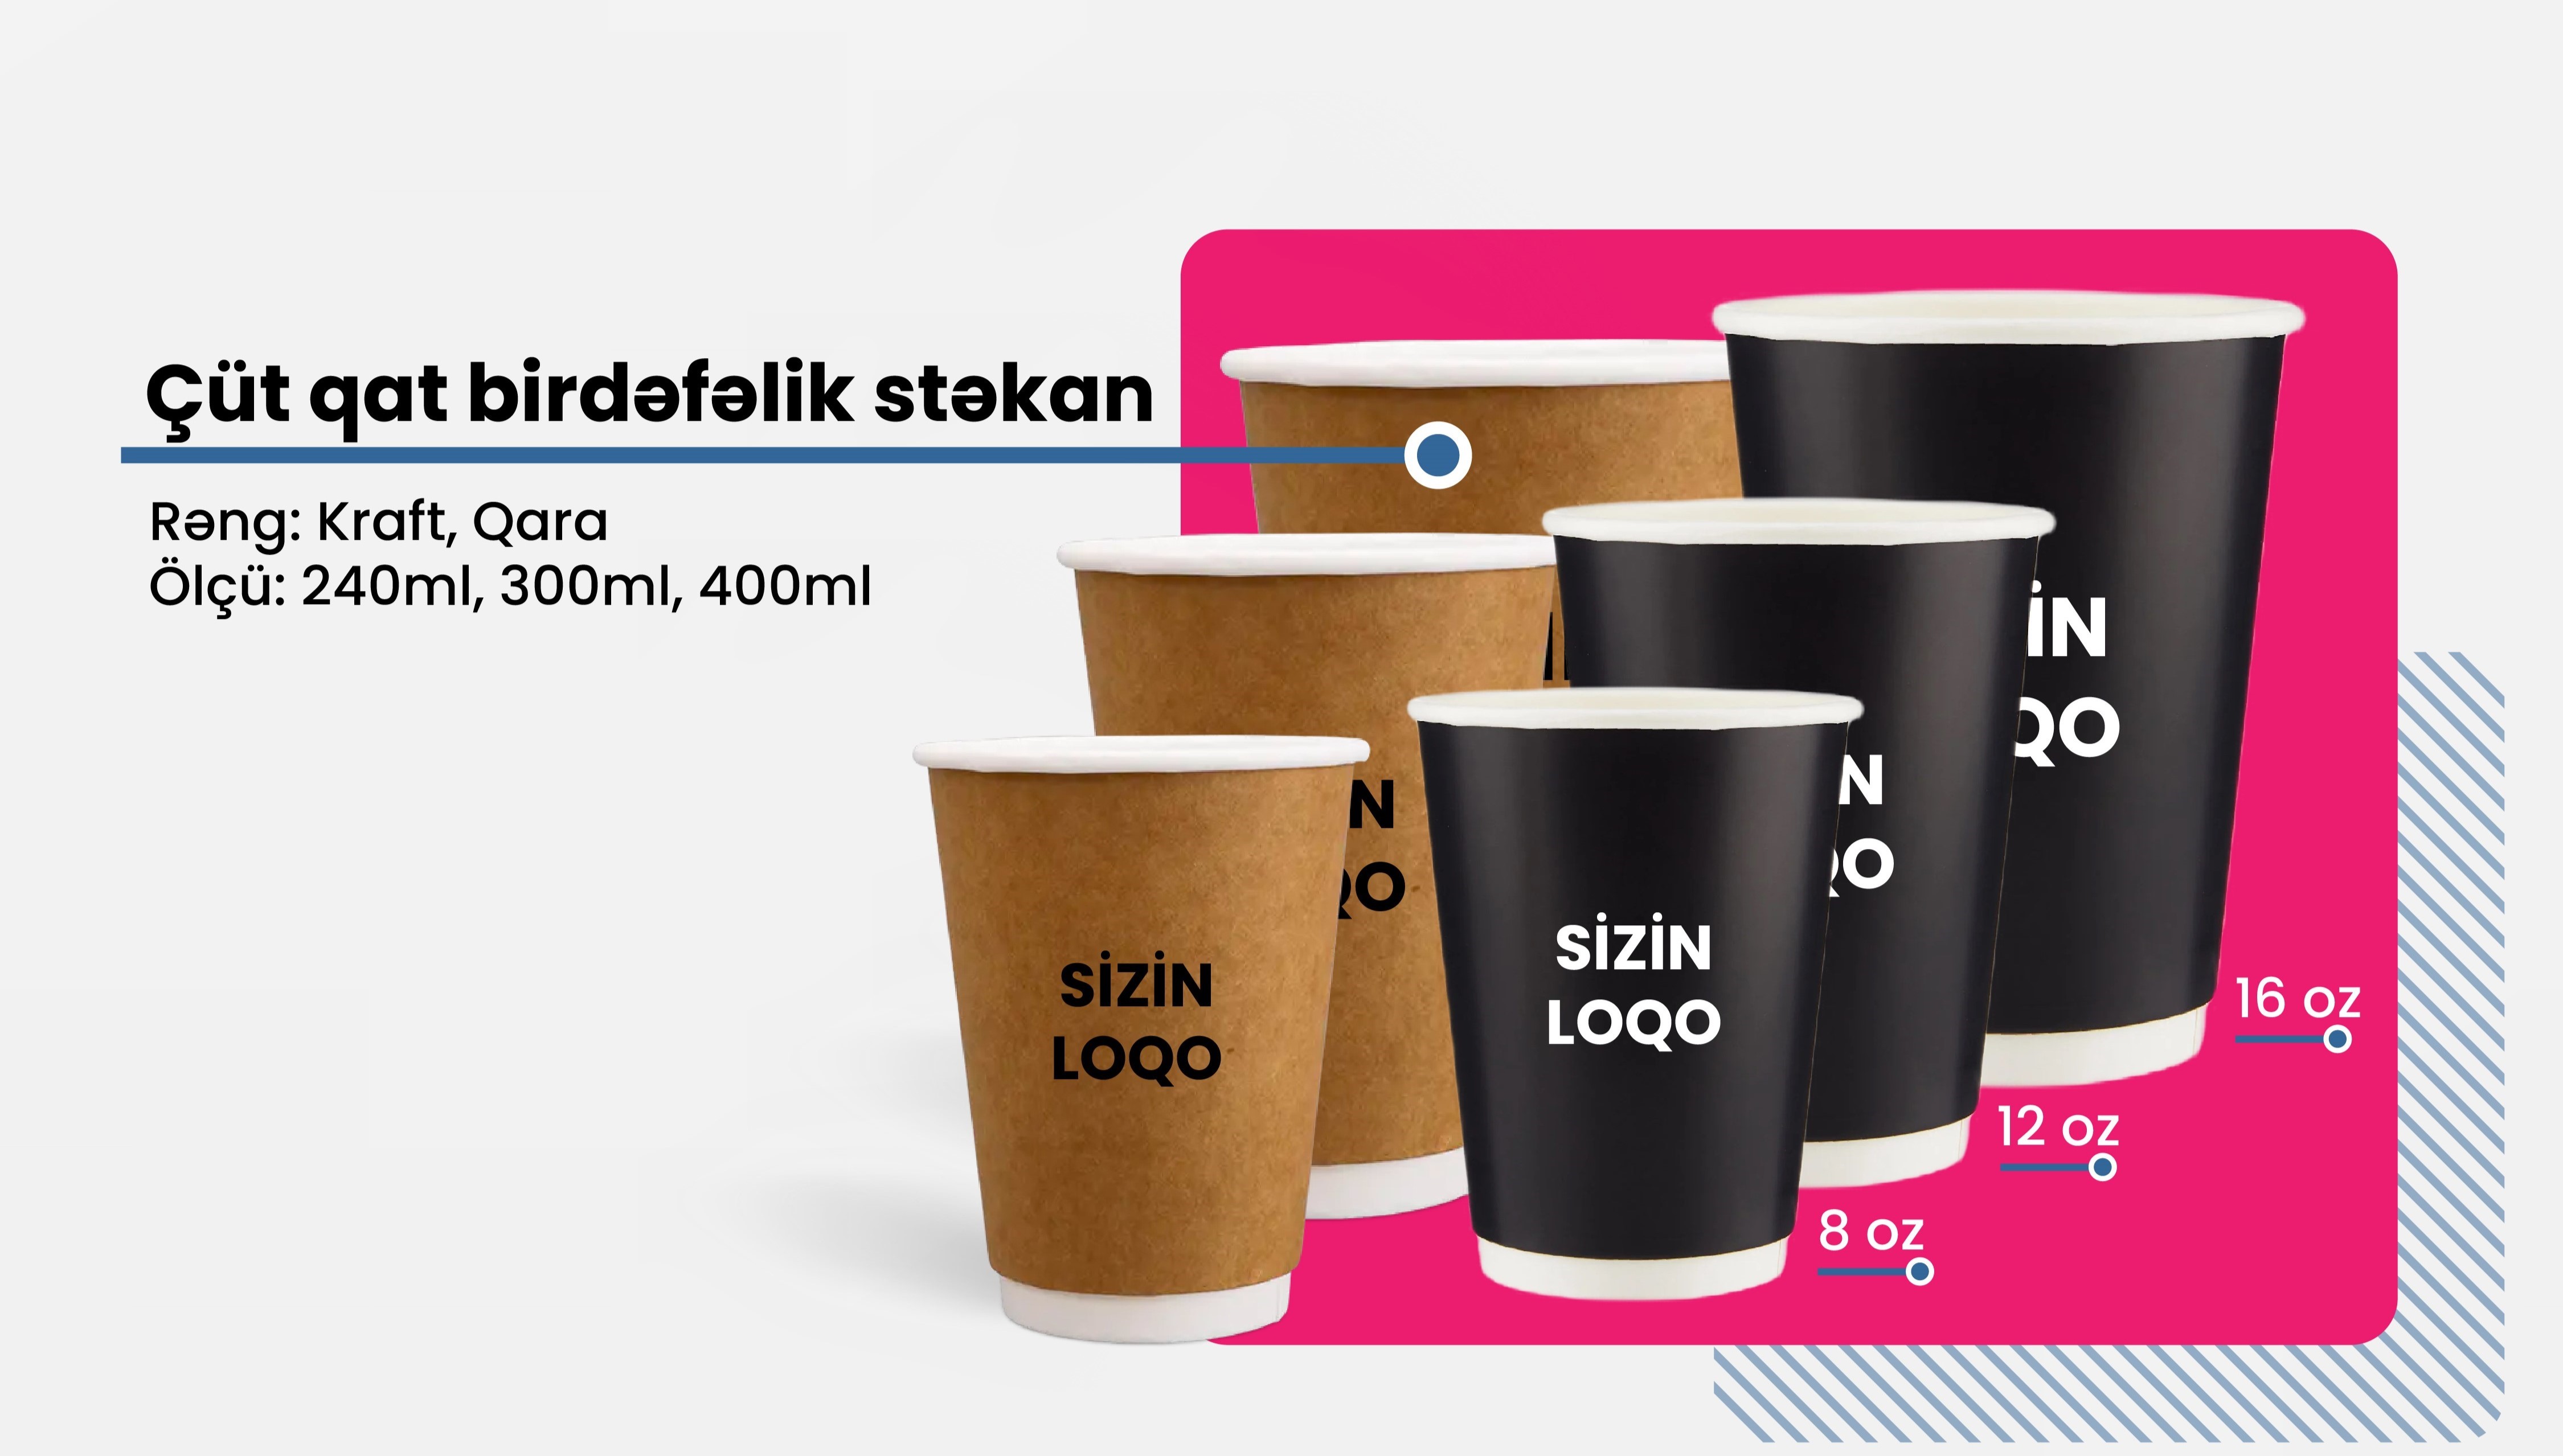 Çüt qat birdəfəlik stəkan
Rəng: Kraft, Qara
Ölçü: 240ml, 300ml, 400ml
SİZİN
LOQO
SİZİN
LOQO
16 oz
12 oz
8 oz